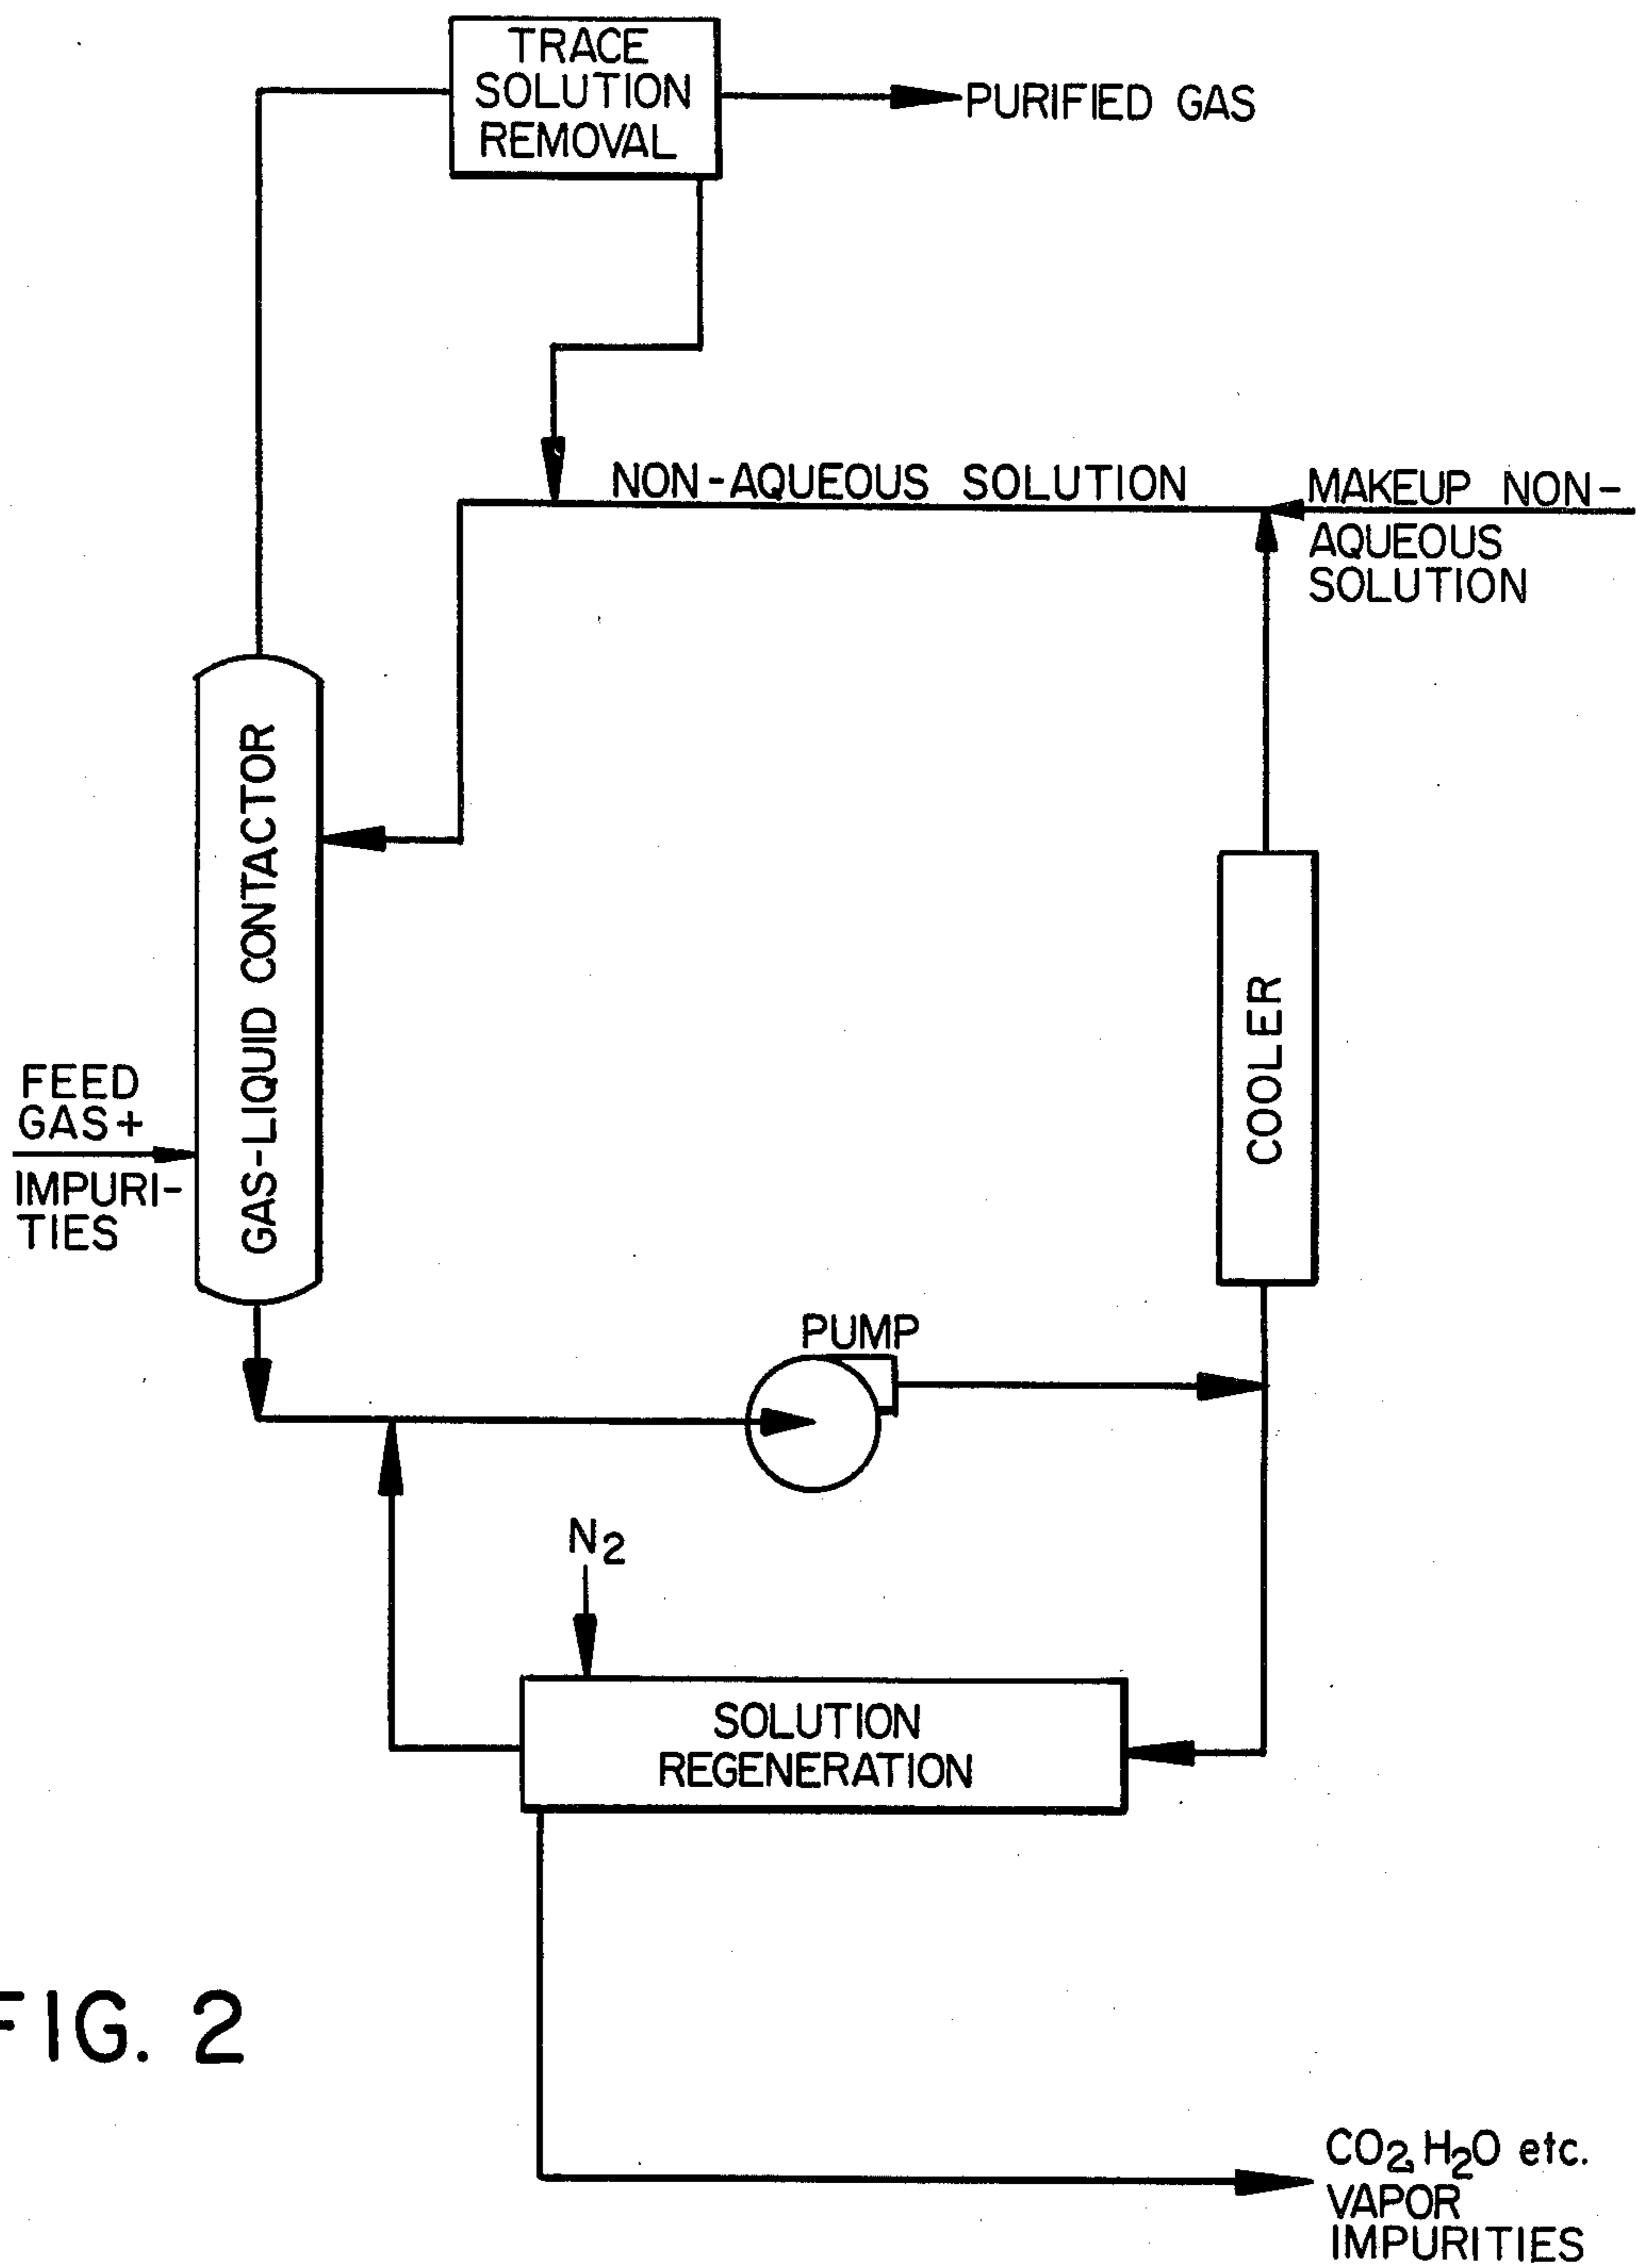 TRACE
SOLUTION
REMOVAL
PURIFIED GAS
NON-AQUEOUS SOLUTION
MAKEUP NON-
AQUEOUS
SOLUTION
GAS-LIQUID CONTACTOR
COOLER
FEED
GAS+
IMPURI-
TIES
PUMP
N2
SOLUTION
REGENERATION
FIG. 2
CO2, H2O etc.
VAPOR
IMPURITIES